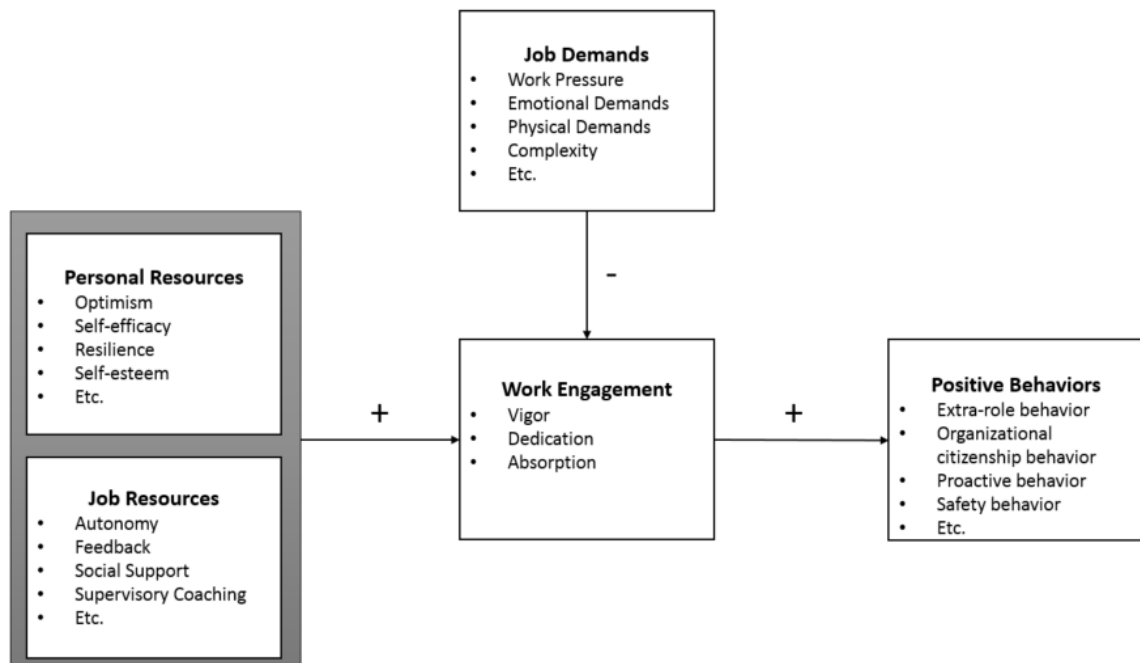 Job Demands
• Work Pressure
• Emotional Demands
• Physical Demands
• Complexity
• Etc.
-
Personal Resources
• Optimism
• Self-efficacy
• Resilience
• Self-esteem
• Etc.
Job Resources
• Autonomy
• Feedback
• Social Support
• Supervisory Coaching
• Etc.
+
Work Engagement
• Vigor
• Dedication
• Absorption
+
Positive Behaviors
• Extra-role behavior
• Organizational
citizenship behavior
• Proactive behavior
• Safety behavior
• Etc.